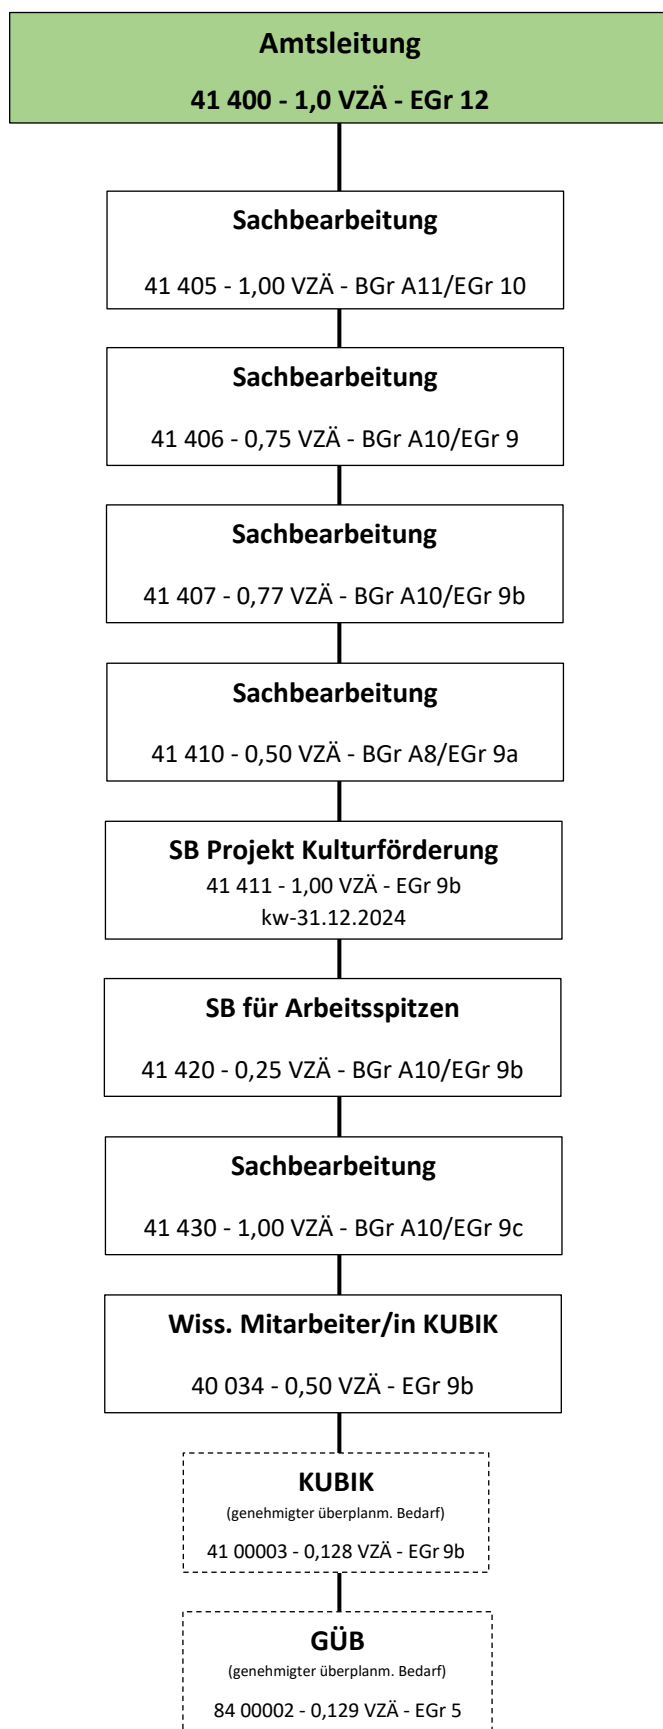 Amtsleitung
41 400 - 1,0 VZÄ - EGr 12
Sachbearbeitung
41 405 - 1,00 VZÄ - BGr A11/EGr 10
Sachbearbeitung
41 406 - 0,75 VZÄ - BGr A10/EGr 9
Sachbearbeitung
41 407 - 0,77 VZÄ - BGr A10/EGr 9b
Sachbearbeitung
41 410 - 0,50 VZÄ - BGr A8/EGr 9a
SB Projekt Kulturförderung
41 411 - 1,00 VZÄ - EGr 9b
kw-31.12.2024
SB für Arbeitsspitzen
41 420 - 0,25 VZÄ - BGr A10/EGr 9b
Sachbearbeitung
41 430 - 1,00 VZÄ - BGr A10/EGr 9c
Wiss. Mitarbeiter/in KUBIK
40 034 - 0,50 VZÄ - EGr 9b
KUBIK
(genehmigter überplanm. Bedarf)
41 00003 - 0,128 VZÄ - EGr 9b
GÜB
(genehmigter überplanm. Bedarf)
84 00002 - 0,129 VZÄ - EGr 5